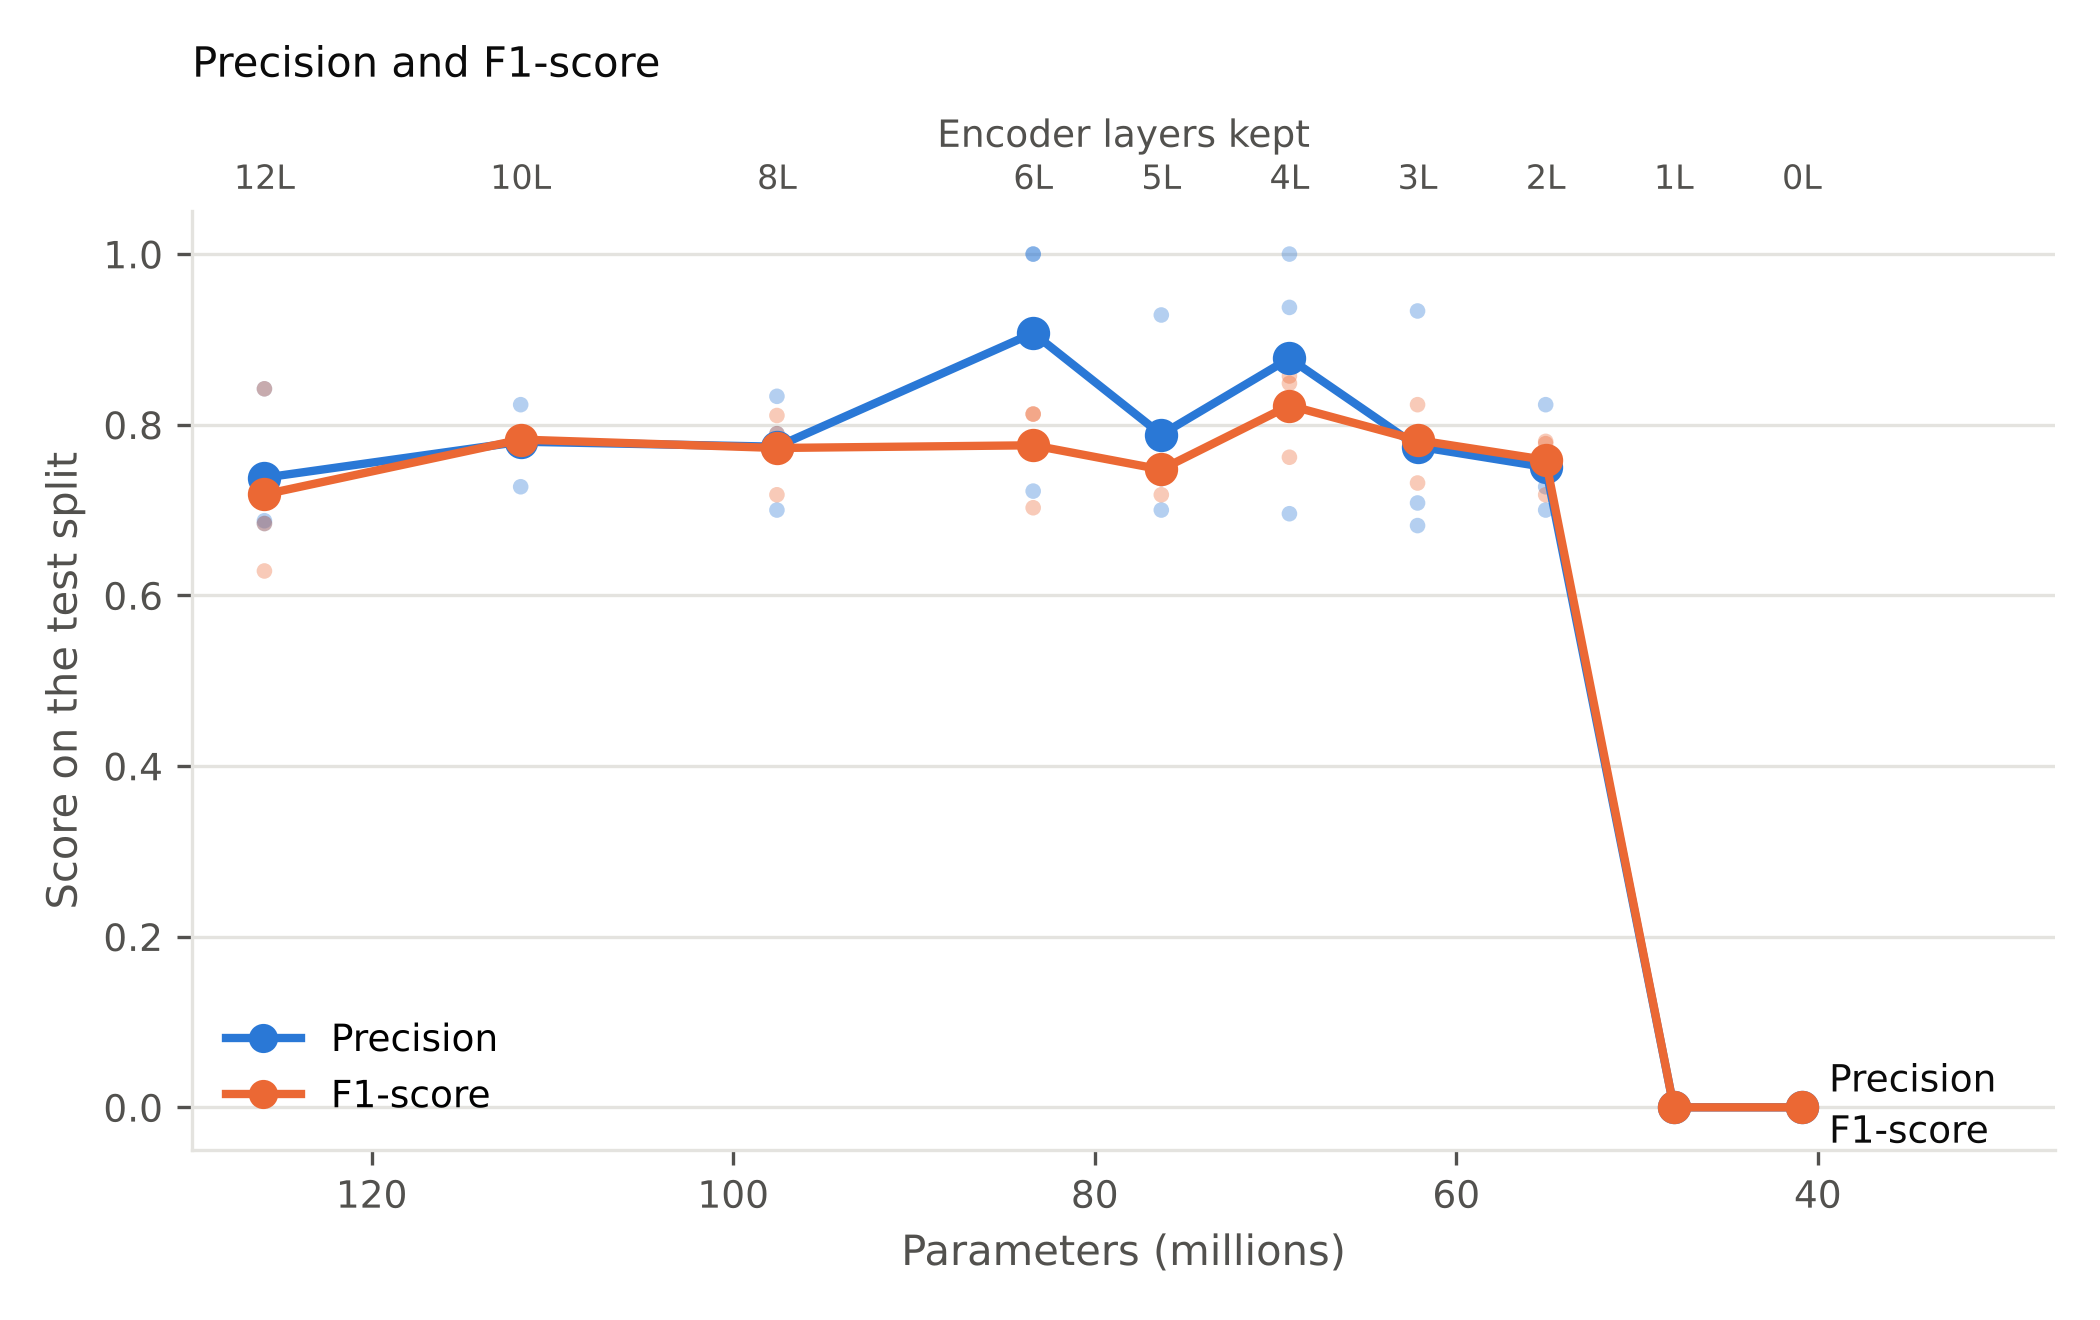 Precision and F1-score
Encoder layers kept
12L 10L 8L 6L 5L 4L 3L 2L 1L 0L
Score on the test split
1.0
0.8
0.6
0.4
0.2
0.0
Precision
F1-score
Precision
F1-score
120 100 80 60 40
Parameters (millions)